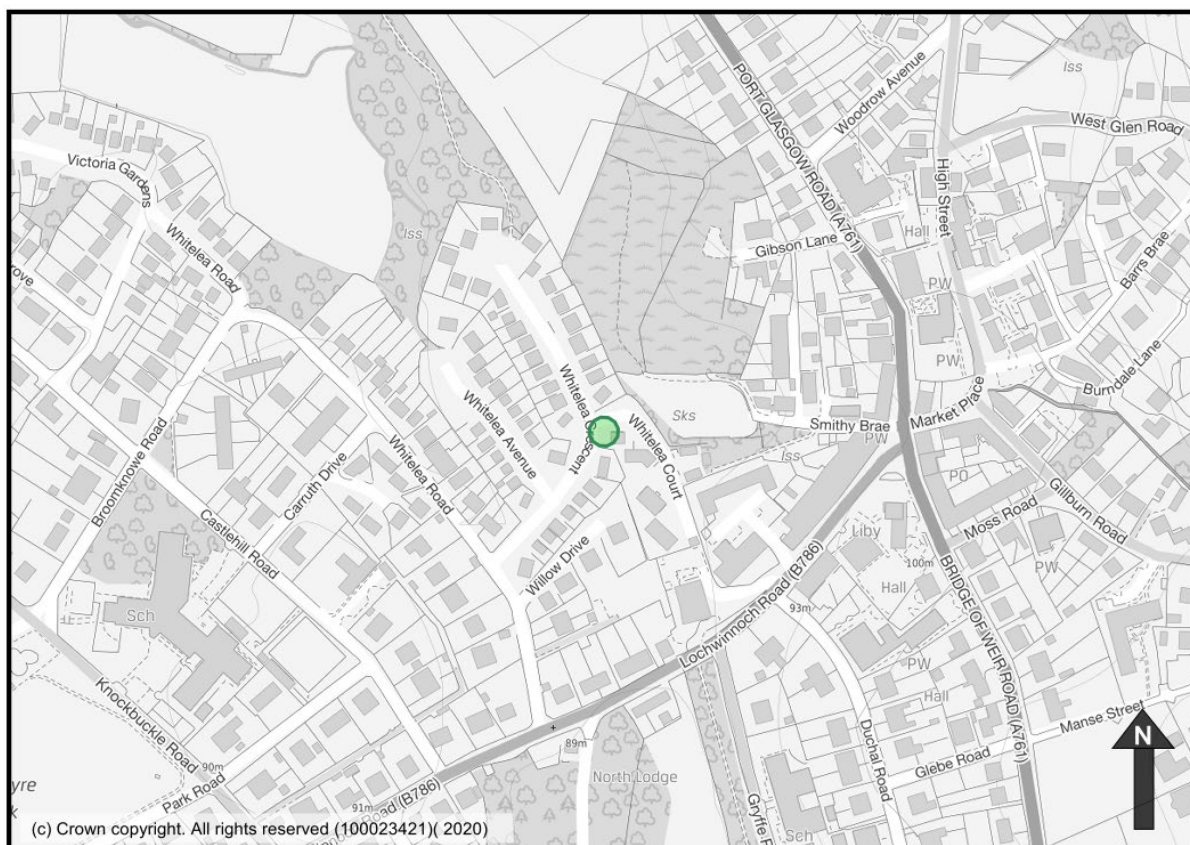 PORT GLASGOW ROAD (A761)
Woodrow Avenue
Iss
West Glen Road
Victoria Gardens
High Street
Hall
Gibson Lane
Iss
Whitelea Road
PW
Barrs Brae
PW
Burndale Lane
Whitelea Crescent
Whitelea Avenue
Whitelea Court
Sks
Smithy Brae
PW
Market Place
Iss
Broomknowe Road
Whitelea Road
Carruth Drive
Castlehill Road
PO
Gillburn Road
Moss Road
Liby
PW
Willow Drive
100m
Hall
Lochwinnoch Road (B786)
93m
BRIDGE OF WEIR ROAD (A761)
Sch
PW
Hall
Knockbuckle Road
Manse Street
N
Duchal Road
Glebe Road
89m
North Lodge
90m
Park Road
91m
Road (B786)
Sch
(c) Crown copyright. All rights reserved (100023421)( 2020)